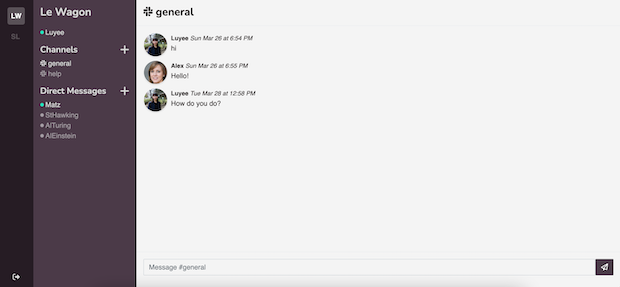 LW
SL
Le Wagon
Luyee
Channels
general
help
Direct Messages
Matz
StHawking
AlTuring
AlEinstein
general
Luyee Sun Mar 26 at 6:54 PM
hi
Alex Sun Mar 26 at 6:55 PM
Hello!
Luyee Tue Mar 28 at 12:58 PM
How do you do?
Message #general